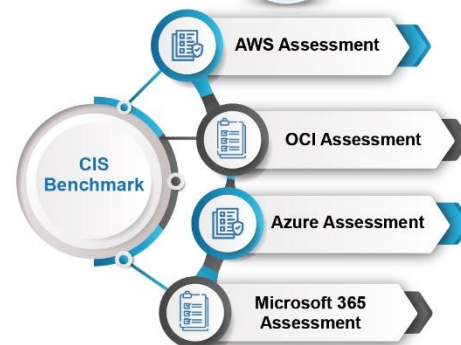 AWS Assessment
OCI Assessment
CIS
Benchmark
Azure Assessment
Microsoft 365
Assessment